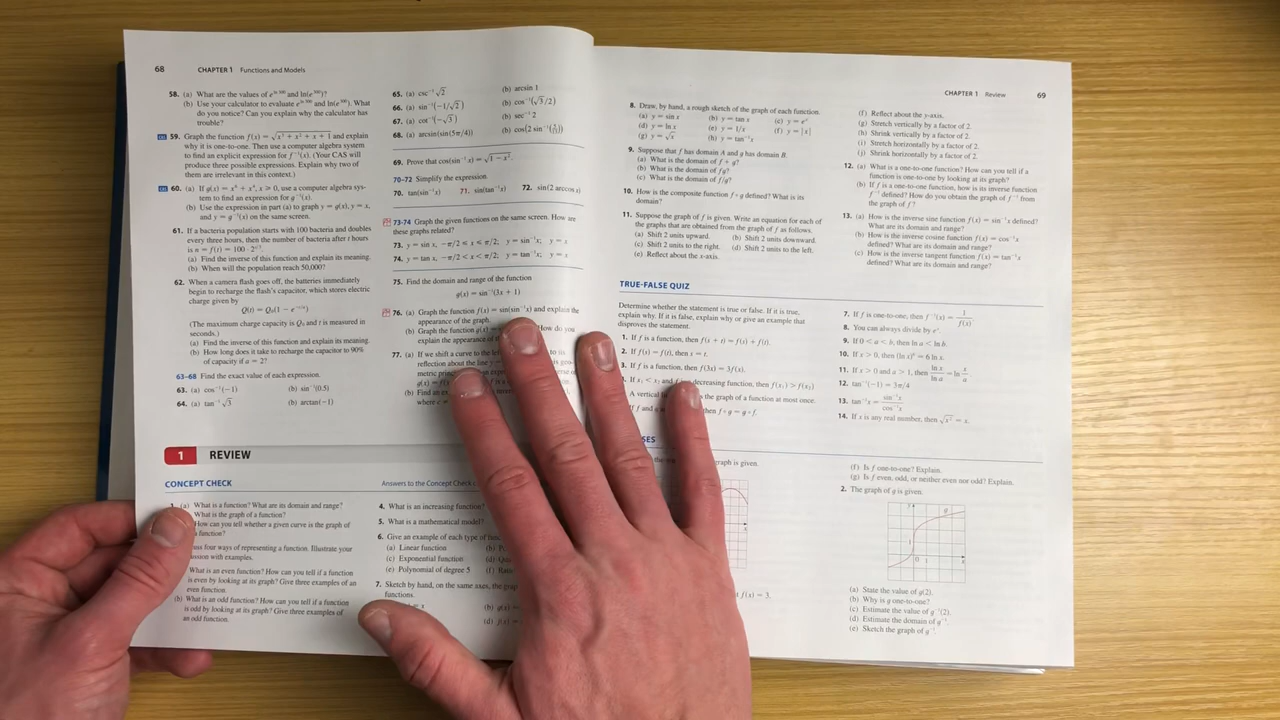 68 CHAPTER 1 Functions and Models
58. (a) What are the values of e^{ln 300} and ln(e^{300})?
(b) Use your calculator to evaluate e^{ln 300} and ln(e^{300}). What
do you notice? Can you explain why the calculator has
trouble?
59. Graph the function f(x) = √(x³ + x² + x + 1) and explain
why it is one-to-one. Then use a computer algebra system
to find an explicit expression for f⁻¹(x). (Your CAS will
produce three possible expressions. Explain why two of
them are irrelevant in this context.)
60. (a) If g(x) = x⁶ + x⁴, x ⩾ 0, use a computer algebra sys-
tem to find an expression for g⁻¹(x).
(b) Use the expression in part (a) to graph y = g(x), y = x,
and y = g⁻¹(x) on the same screen.
61. If a bacteria population starts with 100 bacteria and doubles
every three hours, then the number of bacteria after t hours
is n = f(t) = 100 · 2^{t/3}.
(a) Find the inverse of this function and explain its meaning.
(b) When will the population reach 50,000?
62. When a camera flash goes off, the batteries immediately
begin to recharge the flash's capacitor, which stores electric
charge given by
Q(t) = Q₀(1 − e^{−t/a})
(The maximum charge capacity is Q₀ and t is measured in
seconds.)
(a) Find the inverse of this function and explain its meaning.
(b) How long does it take to recharge the capacitor to 90%
of capacity if a = 2?
63–68 Find the exact value of each expression.
63. (a) cos⁻¹(−1) (b) sin⁻¹(0.5)
64. (a) tan⁻¹√3 (b) arctan(−1)
65. (a) csc⁻¹√2 (b) arcsin 1
66. (a) sin⁻¹(−1/√2) (b) cos⁻¹(√3/2)
67. (a) cot⁻¹(−√3) (b) sec⁻¹ 2
68. (a) arcsin(sin(5π/4)) (b) cos(2 sin⁻¹(5/13))
69. Prove that cos(sin⁻¹ x) = √(1 − x²).
70–72 Simplify the expression.
70. tan(sin⁻¹x) 71. sin(tan⁻¹x) 72. sin(2 arccos x)
73–74 Graph the given functions on the same screen. How are
these graphs related?
73. y = sin x, −π/2 ⩽ x ⩽ π/2; y = sin⁻¹x; y = x
74. y = tan x, −π/2 < x < π/2; y = tan⁻¹x; y = x
75. Find the domain and range of the function
g(x) = sin⁻¹(3x + 1)
76. (a) Graph the function f(x) = sin(sin⁻¹x) and explain the
appearance of the graph.
(b) Graph the function g(x) = How do you
explain the appearance of
77. (a) If we shift a curve to the left to its
reflection about the line
metric
g(x) =
(b) Find an
where c
1 REVIEW
CONCEPT CHECK Answers to the Concept Check
1. (a) What is a function? What are its domain and range?
What is the graph of a function?
How can you tell whether a given curve is the graph of
a function?
four ways of representing a function. Illustrate your
with examples.
What is an even function? How can you tell if a function
is even by looking at its graph? Give three examples of an
even function.
(b) What is an odd function? How can you tell if a function
is odd by looking at its graph? Give three examples of
an odd function.
4. What is an increasing function?
5. What is a mathematical model?
6. Give an example of each type of
(a) Linear function (b)
(c) Exponential function (d)
(e) Polynomial of degree 5 (f)
7. Sketch by hand, on the same axes, the
functions.
= x (b) g(x) =
(d)
CHAPTER 1 Review 69
8. Draw, by hand, a rough sketch of the graph of each function.
(a) y = sin x (b) y = tan x (c) y = eˣ
(d) y = ln x (e) y = 1/x (f) y = |x|
(g) y = √x (h) y = tan⁻¹x
9. Suppose that f has domain A and g has domain B.
(a) What is the domain of f + g?
(b) What is the domain of fg?
(c) What is the domain of f/g?
10. How is the composite function f ∘ g defined? What is its
domain?
11. Suppose the graph of f is given. Write an equation for each of
the graphs that are obtained from the graph of f as follows.
(a) Shift 2 units upward. (b) Shift 2 units downward.
(c) Shift 2 units to the right. (d) Shift 2 units to the left.
(e) Reflect about the x-axis.
(f) Reflect about the y-axis.
(g) Stretch vertically by a factor of 2.
(h) Shrink vertically by a factor of 2.
(i) Stretch horizontally by a factor of 2.
(j) Shrink horizontally by a factor of 2.
12. (a) What is a one-to-one function? How can you tell if a
function is one-to-one by looking at its graph?
(b) If f is a one-to-one function, how is its inverse function
f⁻¹ defined? How do you obtain the graph of f⁻¹ from
the graph of f?
13. (a) How is the inverse sine function f(x) = sin⁻¹x defined?
What are its domain and range?
(b) How is the inverse cosine function f(x) = cos⁻¹x
defined? What are its domain and range?
(c) How is the inverse tangent function f(x) = tan⁻¹x
defined? What are its domain and range?
TRUE-FALSE QUIZ
Determine whether the statement is true or false. If it is true,
explain why. If it is false, explain why or give an example that
disproves the statement.
1. If f is a function, then f(s + t) = f(s) + f(t).
2. If f(s) = f(t), then s = t.
3. If f is a function, then f(3x) = 3f(x).
If x₁ < x₂ and f decreasing function, then f(x₁) > f(x₂)
A vertical the graph of a function at most once.
If f and g then f ∘ g = g ∘ f.
7. If f is one-to-one, then f⁻¹(x) = 1/f(x).
8. You can always divide by eˣ.
9. If 0 < a < b, then ln a < ln b.
10. If x > 0, then (ln x)⁶ = 6 ln x.
11. If x > 0 and a > 1, then ln x/ln a = ln x/a
12. tan⁻¹(−1) = 3π/4
13. tan⁻¹x = sin⁻¹x/cos⁻¹x
14. If x is any real number, then √(x²) = x.
SES
graph is given.
f(x) = 3.
(f) Is f one-to-one? Explain.
(g) Is f even, odd, or neither even nor odd? Explain.
2. The graph of g is given.
y
g
1
0 1
x
(a) State the value of g(2).
(b) Why is g one-to-one?
(c) Estimate the value of g⁻¹(2).
(d) Estimate the domain of g⁻¹.
(e) Sketch the graph of g⁻¹.